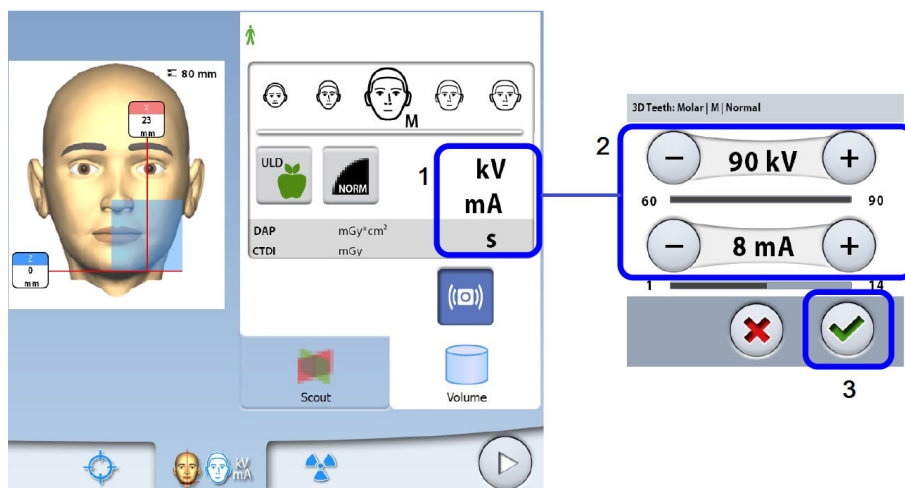 80 mm
X
23
mm
Z
0
mm
M
ULD
NORM
1
kV
mA
s
DAP mGy*cm²
CTDI mGy
Scout
Volume
kV
mA
3D Teeth: Molar | M | Normal
2
90 kV
60 90
8 mA
1 14
3